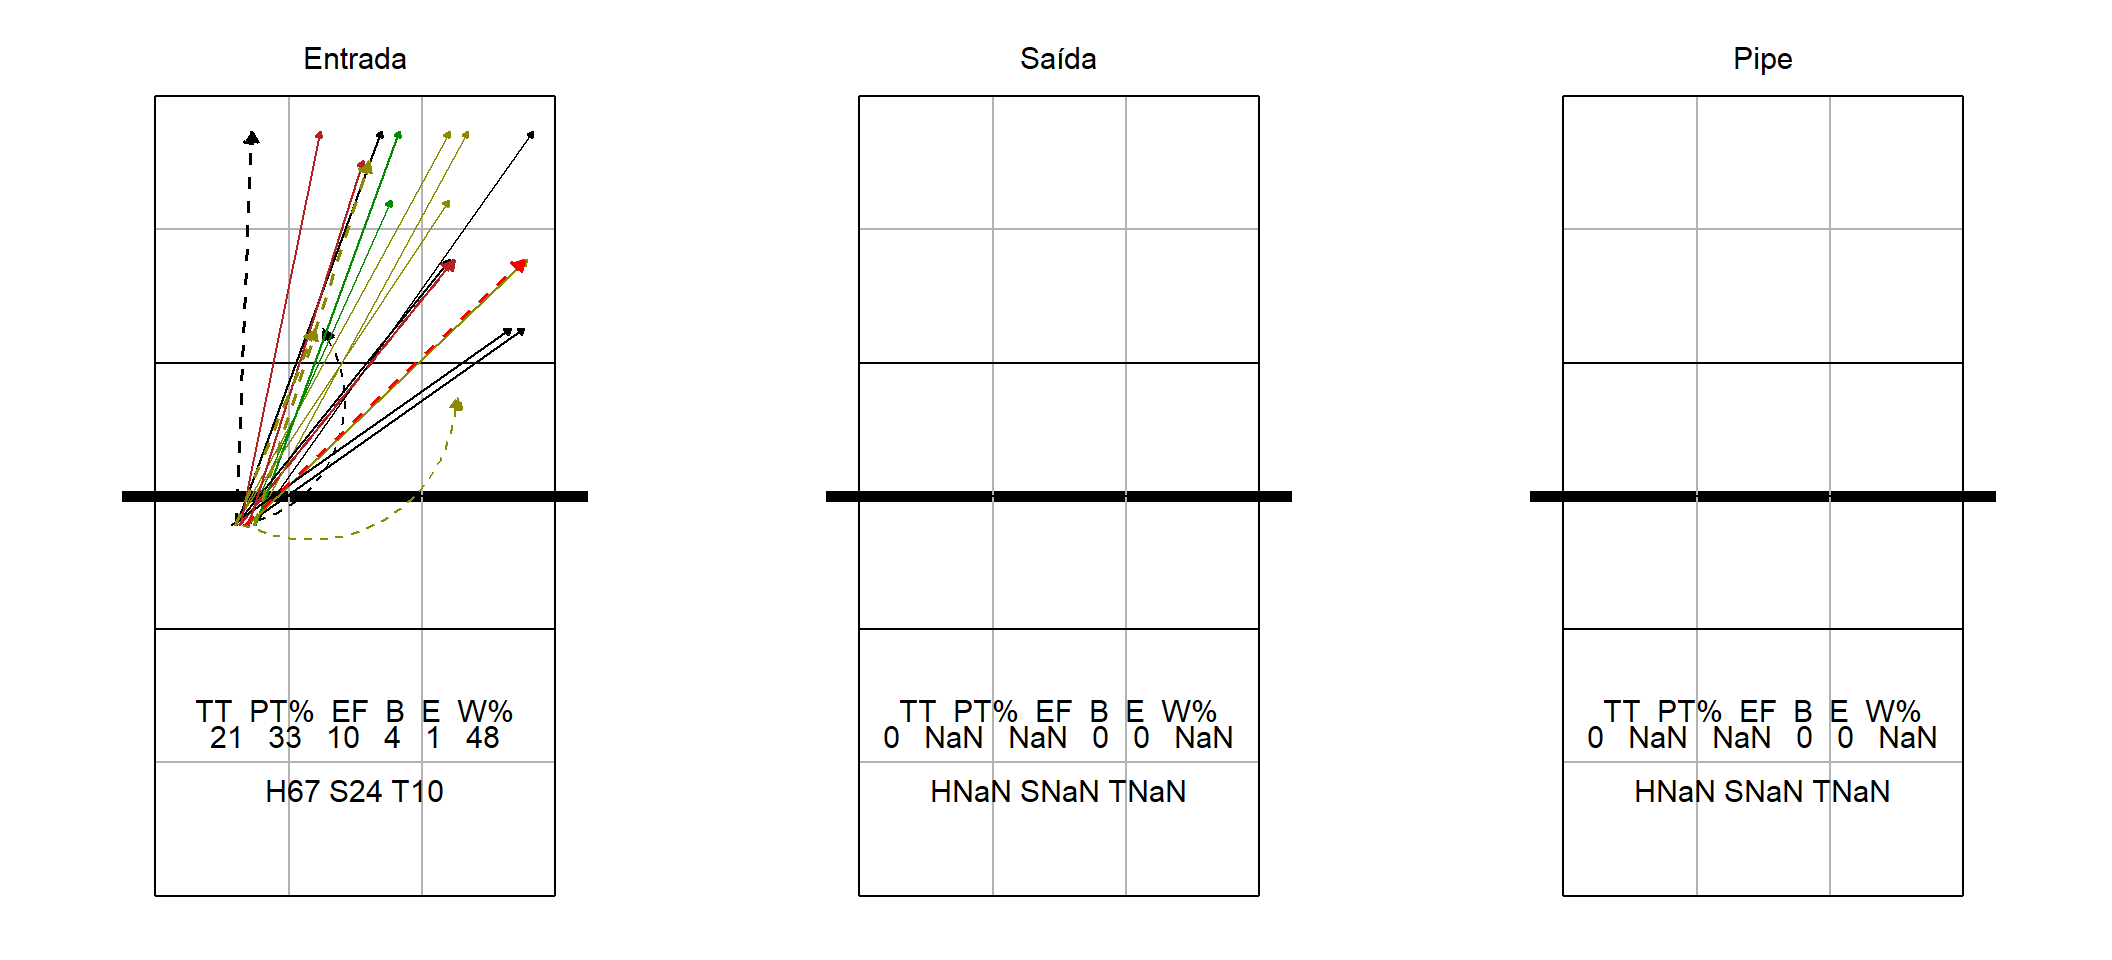 Entrada
Saída
Pipe
TT PT% EF B E W%
21 33 10 4 1 48
H67 S24 T10
TT PT% EF B E W%
0 NaN NaN 0 0 NaN
HNaN SNaN TNaN
TT PT% EF B E W%
0 NaN NaN 0 0 NaN
HNaN SNaN TNaN